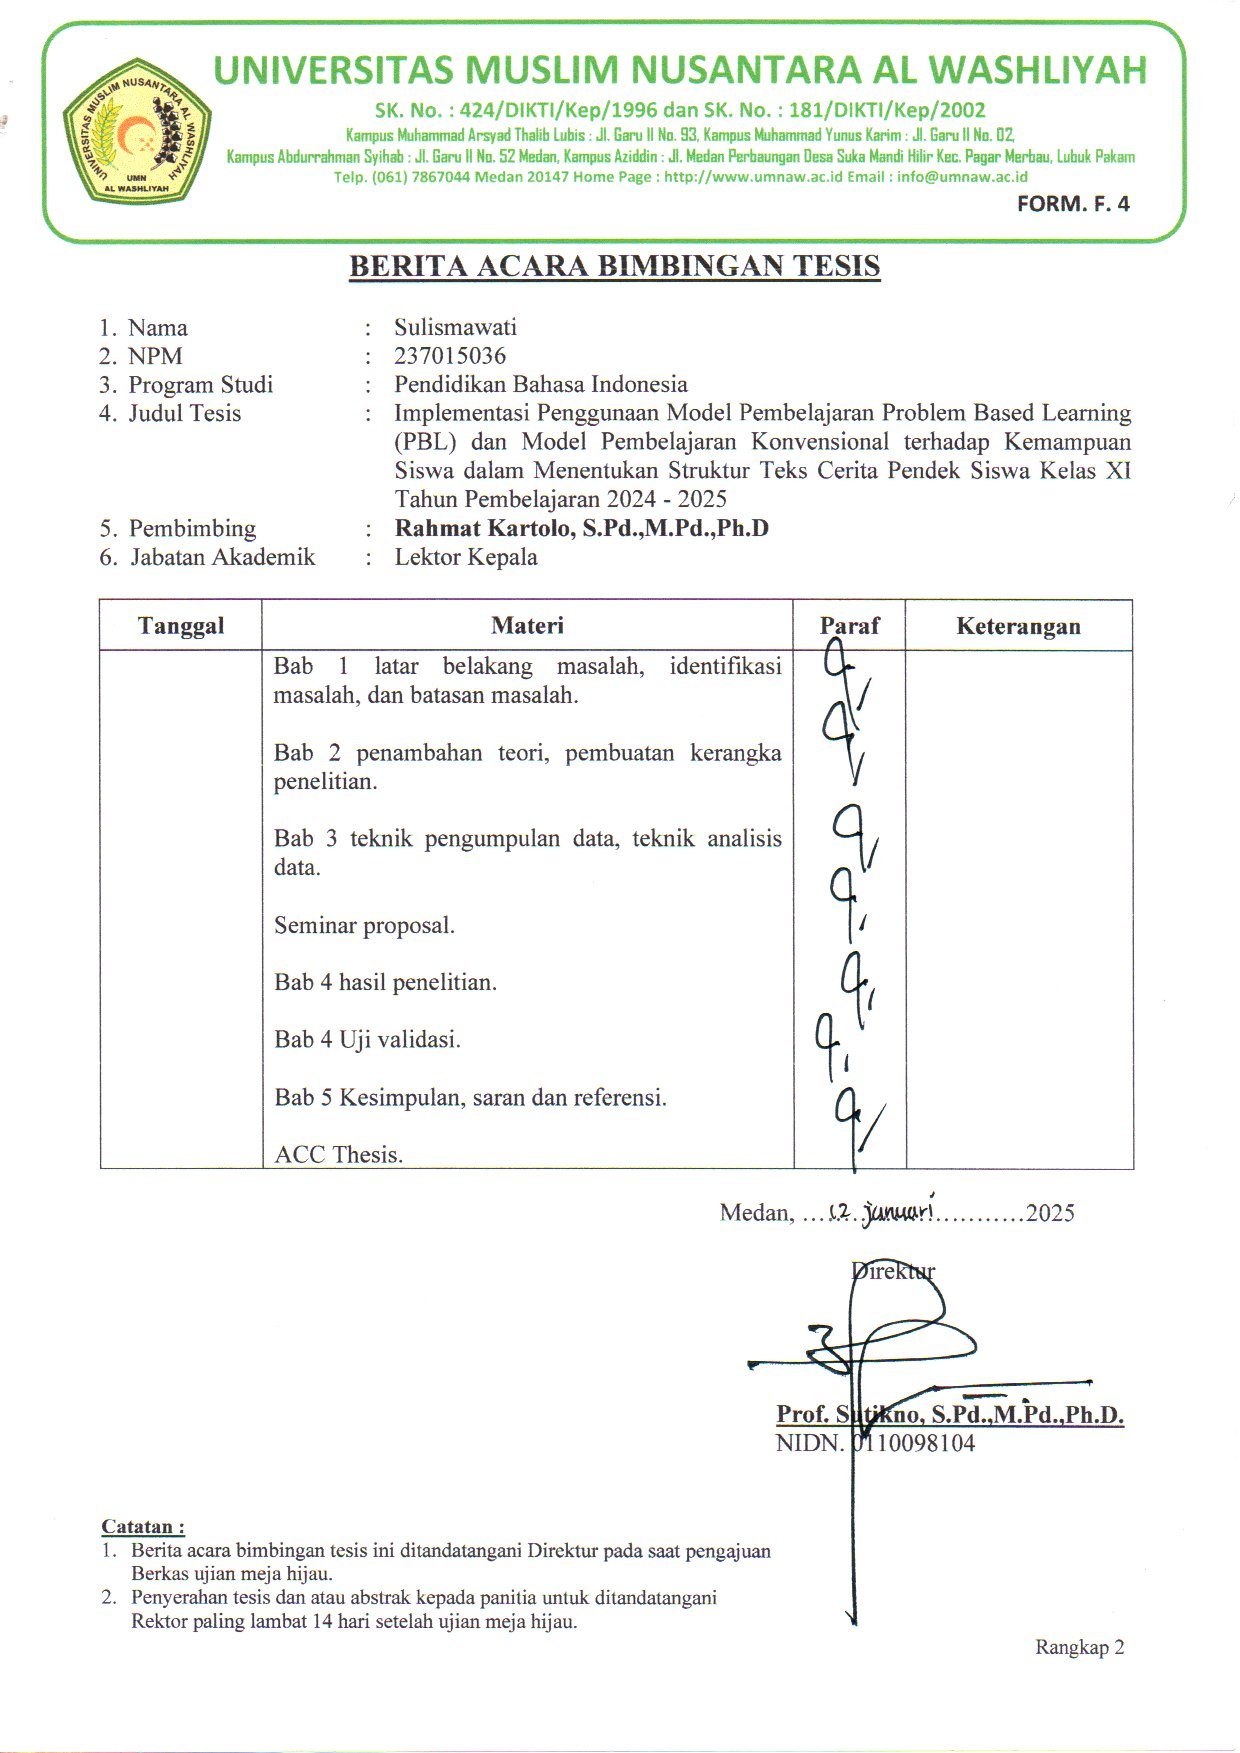 UNIVERSITAS MUSLIM NUSANTARA AL WASHLIYAH
SK. No. : 424/DIKTI/Kep/1996 dan SK. No. : 181/DIKTI/Kep/2002
Kampus Muhammad Arsyad Thalib Lubis : Jl. Garu II No. 93, Kampus Muhammad Yunus Karim : Jl. Garu II No. 02,
Kampus Abdurrahman Syihab : Jl. Garu II No. 52 Medan, Kampus Aziddin : Jl. Medan Perbaungan Desa Suka Mandi Hilir Kec. Pagar Merbau, Lubuk Pakam
Telp. (061) 7867044 Medan 20147 Home Page : http://www.umnaw.ac.id Email : info@umnaw.ac.id
UNIVERSITAS MUSLIM NUSANTARA AL WASHLIYAH
UMN
AL WASHLIYAH
FORM. F. 4
BERITA ACARA BIMBINGAN TESIS
1. Nama : Sulismawati
2. NPM : 237015036
3. Program Studi : Pendidikan Bahasa Indonesia
4. Judul Tesis : Implementasi Penggunaan Model Pembelajaran Problem Based Learning
(PBL) dan Model Pembelajaran Konvensional terhadap Kemampuan
Siswa dalam Menentukan Struktur Teks Cerita Pendek Siswa Kelas XI
Tahun Pembelajaran 2024 - 2025
5. Pembimbing : Rahmat Kartolo, S.Pd.,M.Pd.,Ph.D
6. Jabatan Akademik : Lektor Kepala
Tanggal Materi Paraf Keterangan
Bab 1 latar belakang masalah, identifikasi
masalah, dan batasan masalah.
Bab 2 penambahan teori, pembuatan kerangka
penelitian.
Bab 3 teknik pengumpulan data, teknik analisis
data.
Seminar proposal.
Bab 4 hasil penelitian.
Bab 4 Uji validasi.
Bab 5 Kesimpulan, saran dan referensi.
ACC Thesis.
Medan, ... 12 januari ...........2025
Direktur
Prof. Sutikno, S.Pd.,M.Pd.,Ph.D.
NIDN. 0110098104
Catatan :
1. Berita acara bimbingan tesis ini ditandatangani Direktur pada saat pengajuan
Berkas ujian meja hijau.
2. Penyerahan tesis dan atau abstrak kepada panitia untuk ditandatangani
Rektor paling lambat 14 hari setelah ujian meja hijau.
Rangkap 2